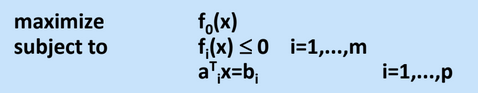 maximize f₀(x)
subject to fᵢ(x) ≤ 0 i=1,...,m
aᵀᵢx=bᵢ i=1,...,p